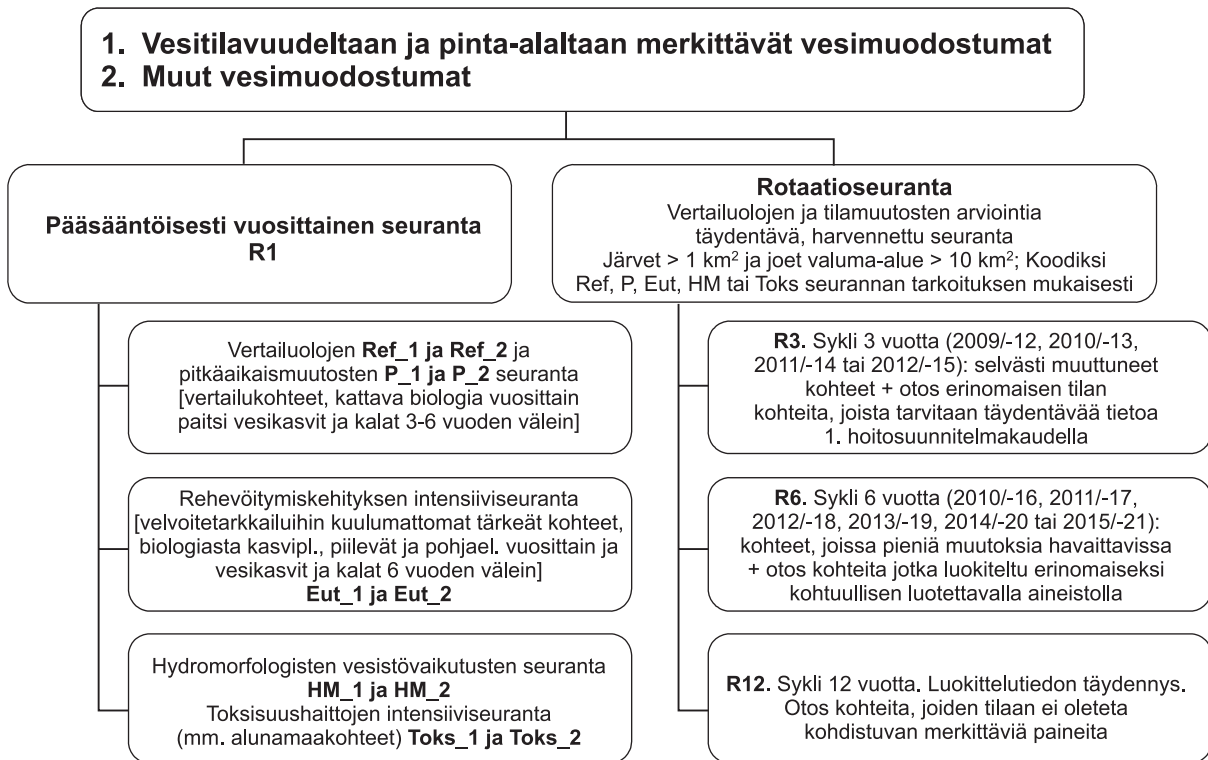 1. Vesitilavuudeltaan ja pinta-alaltaan merkittävät vesimuodostumat
2. Muut vesimuodostumat
Pääsääntöisesti vuosittainen seuranta
R1
Vertailuolojen Ref_1 ja Ref_2 ja
pitkäaikaismuutosten P_1 ja P_2 seuranta
[vertailukohteet, kattava biologia vuosittain
paitsi vesikasvit ja kalat 3-6 vuoden välein]
Rehevöitymiskehityksen intensiiviseuranta
[velvoitetarkkailuihin kuulumattomat tärkeät kohteet,
biologiasta kasvipl., piilevät ja pohjael. vuosittain ja
vesikasvit ja kalat 6 vuoden välein]
Eut_1 ja Eut_2
Hydromorfologisten vesistövaikutusten seuranta
HM_1 ja HM_2
Toksisuushaittojen intensiiviseuranta
(mm. alunamaakohteet) Toks_1 ja Toks_2
Rotaatioseuranta
Vertailuolojen ja tilamuutosten arviointia
täydentävä, harvennettu seuranta
Järvet > 1 km² ja joet valuma-alue > 10 km²; Koodiksi
Ref, P, Eut, HM tai Toks seurannan tarkoituksen mukaisesti
R3. Sykli 3 vuotta (2009/-12, 2010/-13,
2011/-14 tai 2012/-15): selvästi muuttuneet
kohteet + otos erinomaisen tilan
kohteita, joista tarvitaan täydentävää tietoa
1. hoitosuunnitelmakaudella
R6. Sykli 6 vuotta (2010/-16, 2011/-17,
2012/-18, 2013/-19, 2014/-20 tai 2015/-21):
kohteet, joissa pieniä muutoksia havaittavissa
+ otos kohteita jotka luokiteltu erinomaiseksi
kohtuullisen luotettavalla aineistolla
R12. Sykli 12 vuotta. Luokittelutiedon täydennys.
Otos kohteita, joiden tilaan ei oleteta
kohdistuvan merkittäviä paineita